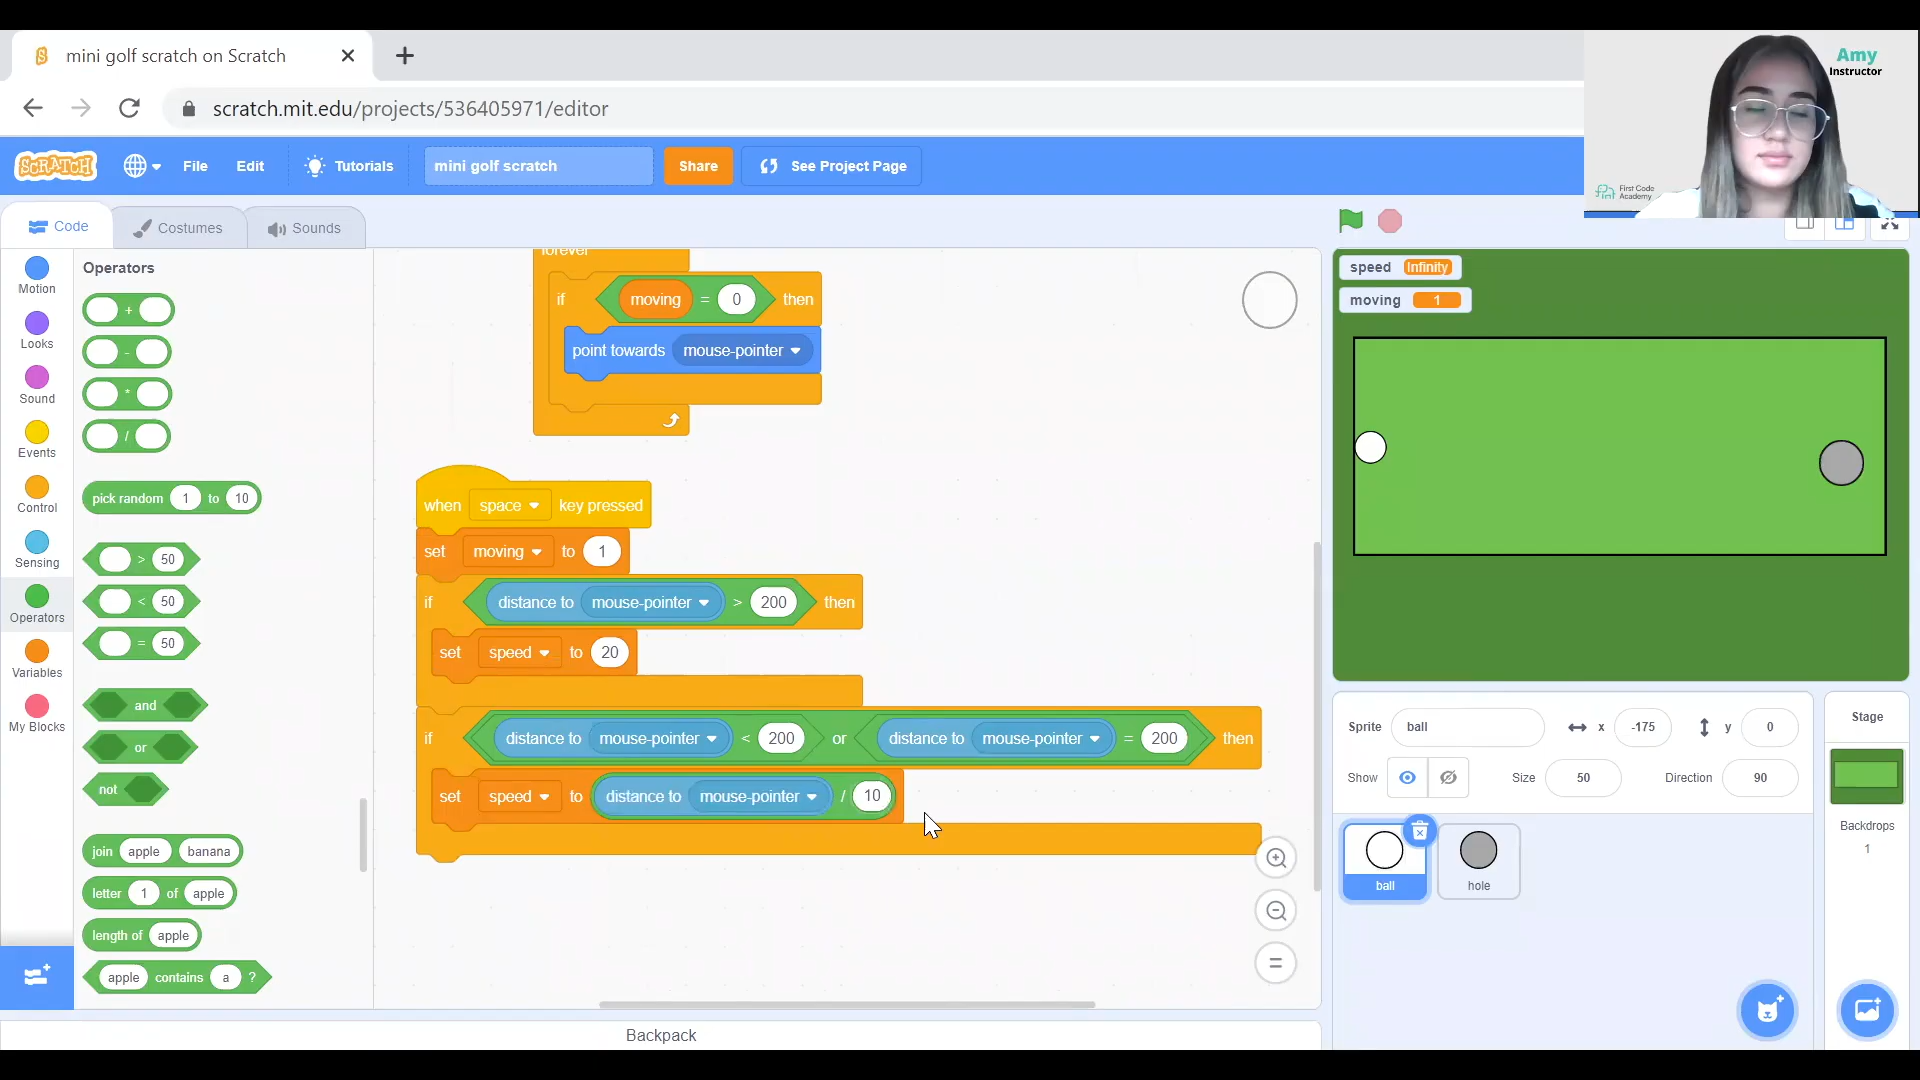 mini golf scratch on Scratch
scratch.mit.edu/projects/536405971/editor
Amy
Instructor
First Code
Academy
SCRATCH
File
Edit
Tutorials
mini golf scratch
Share
See Project Page
Code
Costumes
Sounds
Motion
Looks
Sound
Events
Control
Sensing
Operators
Variables
My Blocks
Operators
+
-
*
/
pick random 1 to 10
> 50
< 50
= 50
and
or
not
join apple banana
letter 1 of apple
length of apple
apple contains a ?
forever
if moving = 0 then
point towards mouse-pointer
when space key pressed
set moving to 1
if distance to mouse-pointer > 200 then
set speed to 20
if distance to mouse-pointer < 200 or distance to mouse-pointer = 200 then
set speed to distance to mouse-pointer / 10
Backpack
speed Infinity
moving 1
Sprite ball x -175 y 0
Show Size 50 Direction 90
ball
hole
Stage
Backdrops
1